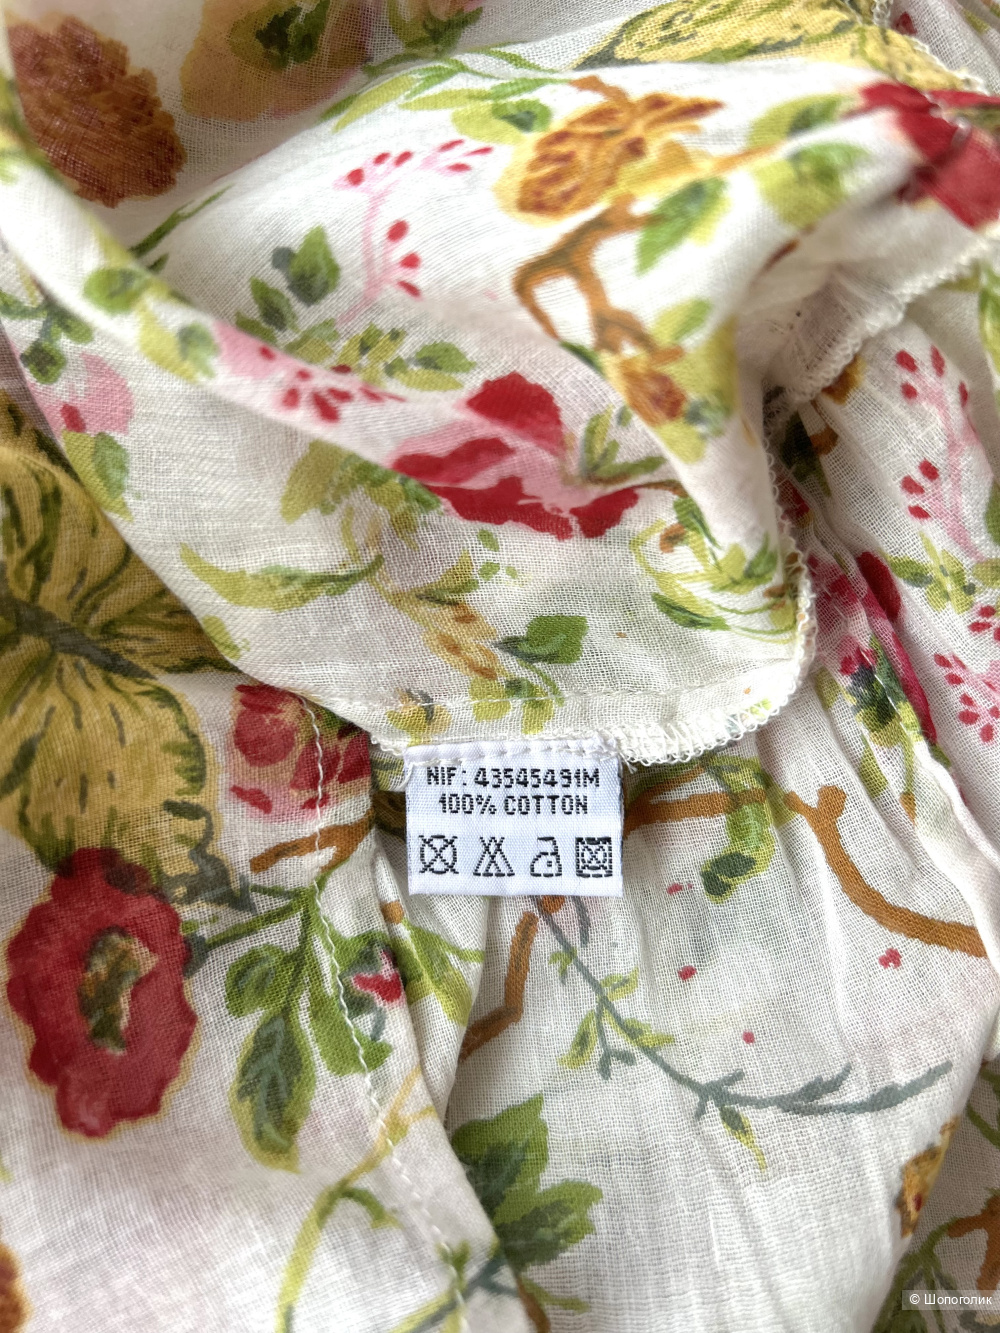 NIF: 43545491M
100% COTTON
© Шопоголик